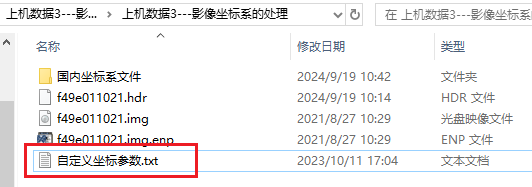 上机数据3---影... › 上机数据3---影像坐标系的处理 在 上机数据3---影像坐标系
名称 修改日期 类型
国内坐标系文件 2024/9/19 10:42 文件夹
f49e011021.hdr 2024/9/19 10:14 HDR 文件
f49e011021.img 2021/8/27 10:29 光盘映像文件
f49e011021.img.enp 2021/8/27 10:29 ENP 文件
自定义坐标参数.txt 2023/10/11 17:04 文本文档